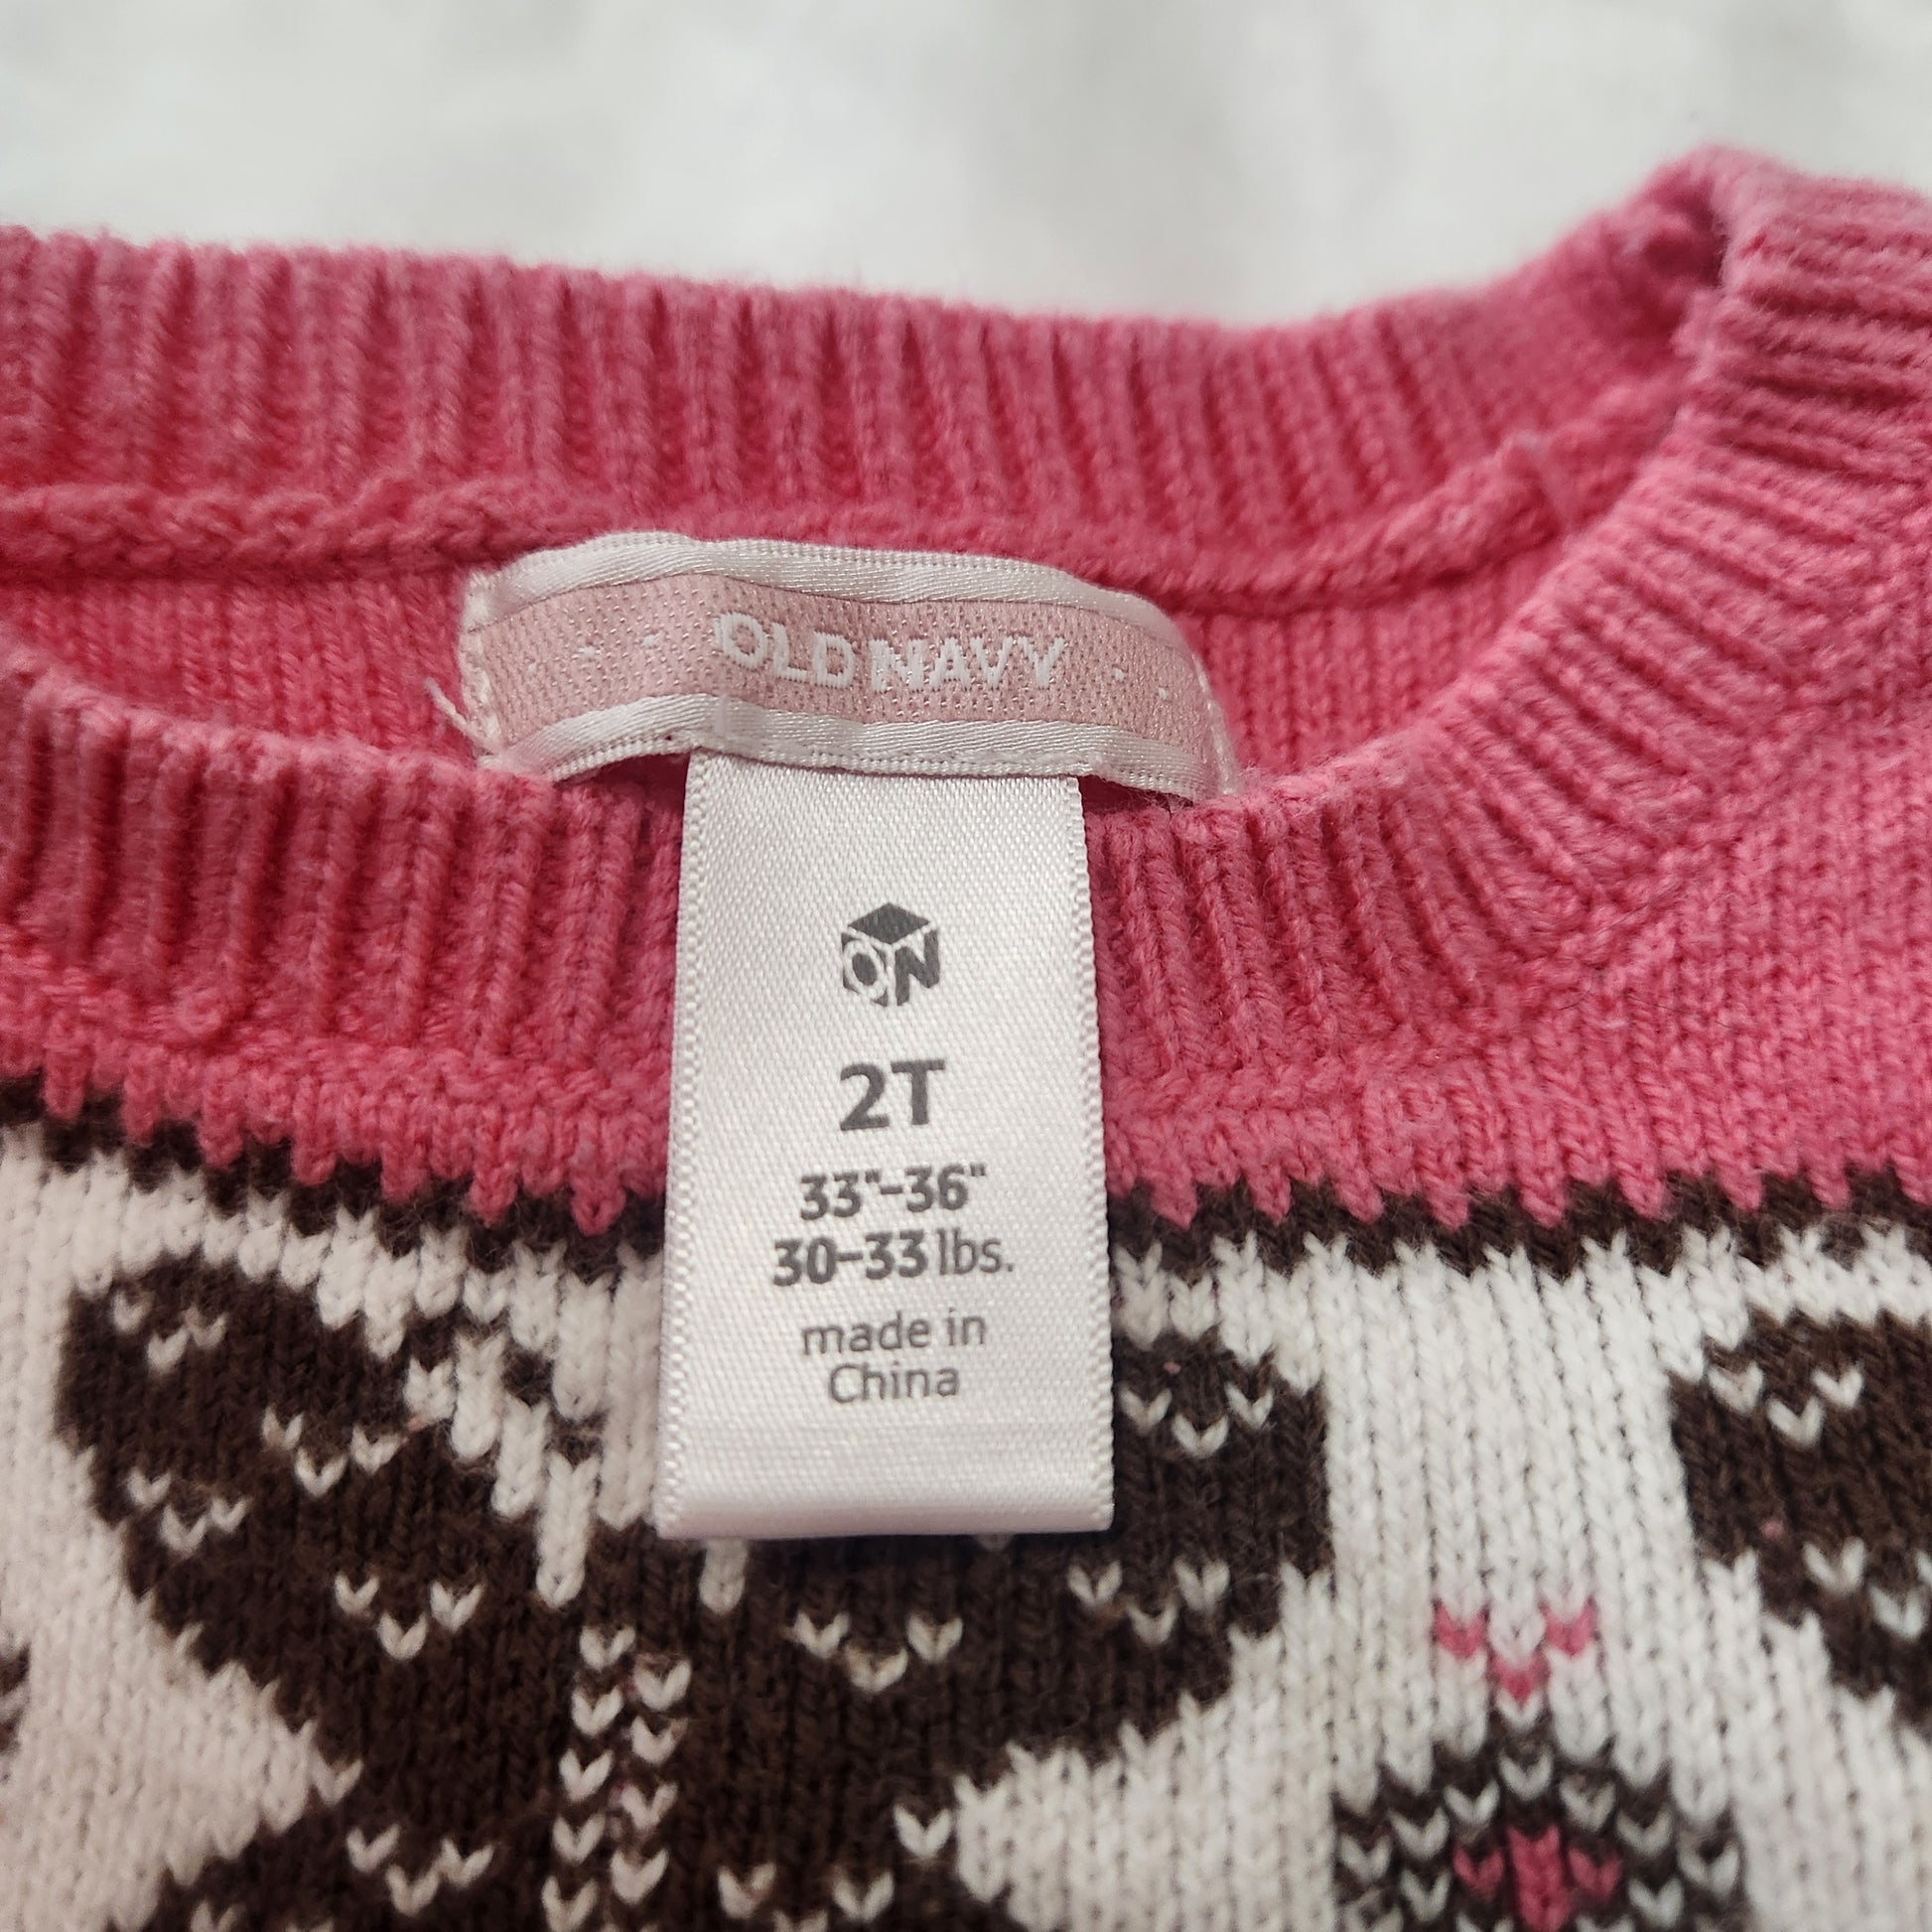 OLD NAVY
ON
2T
33"-36"
30-33 lbs.
made in
China